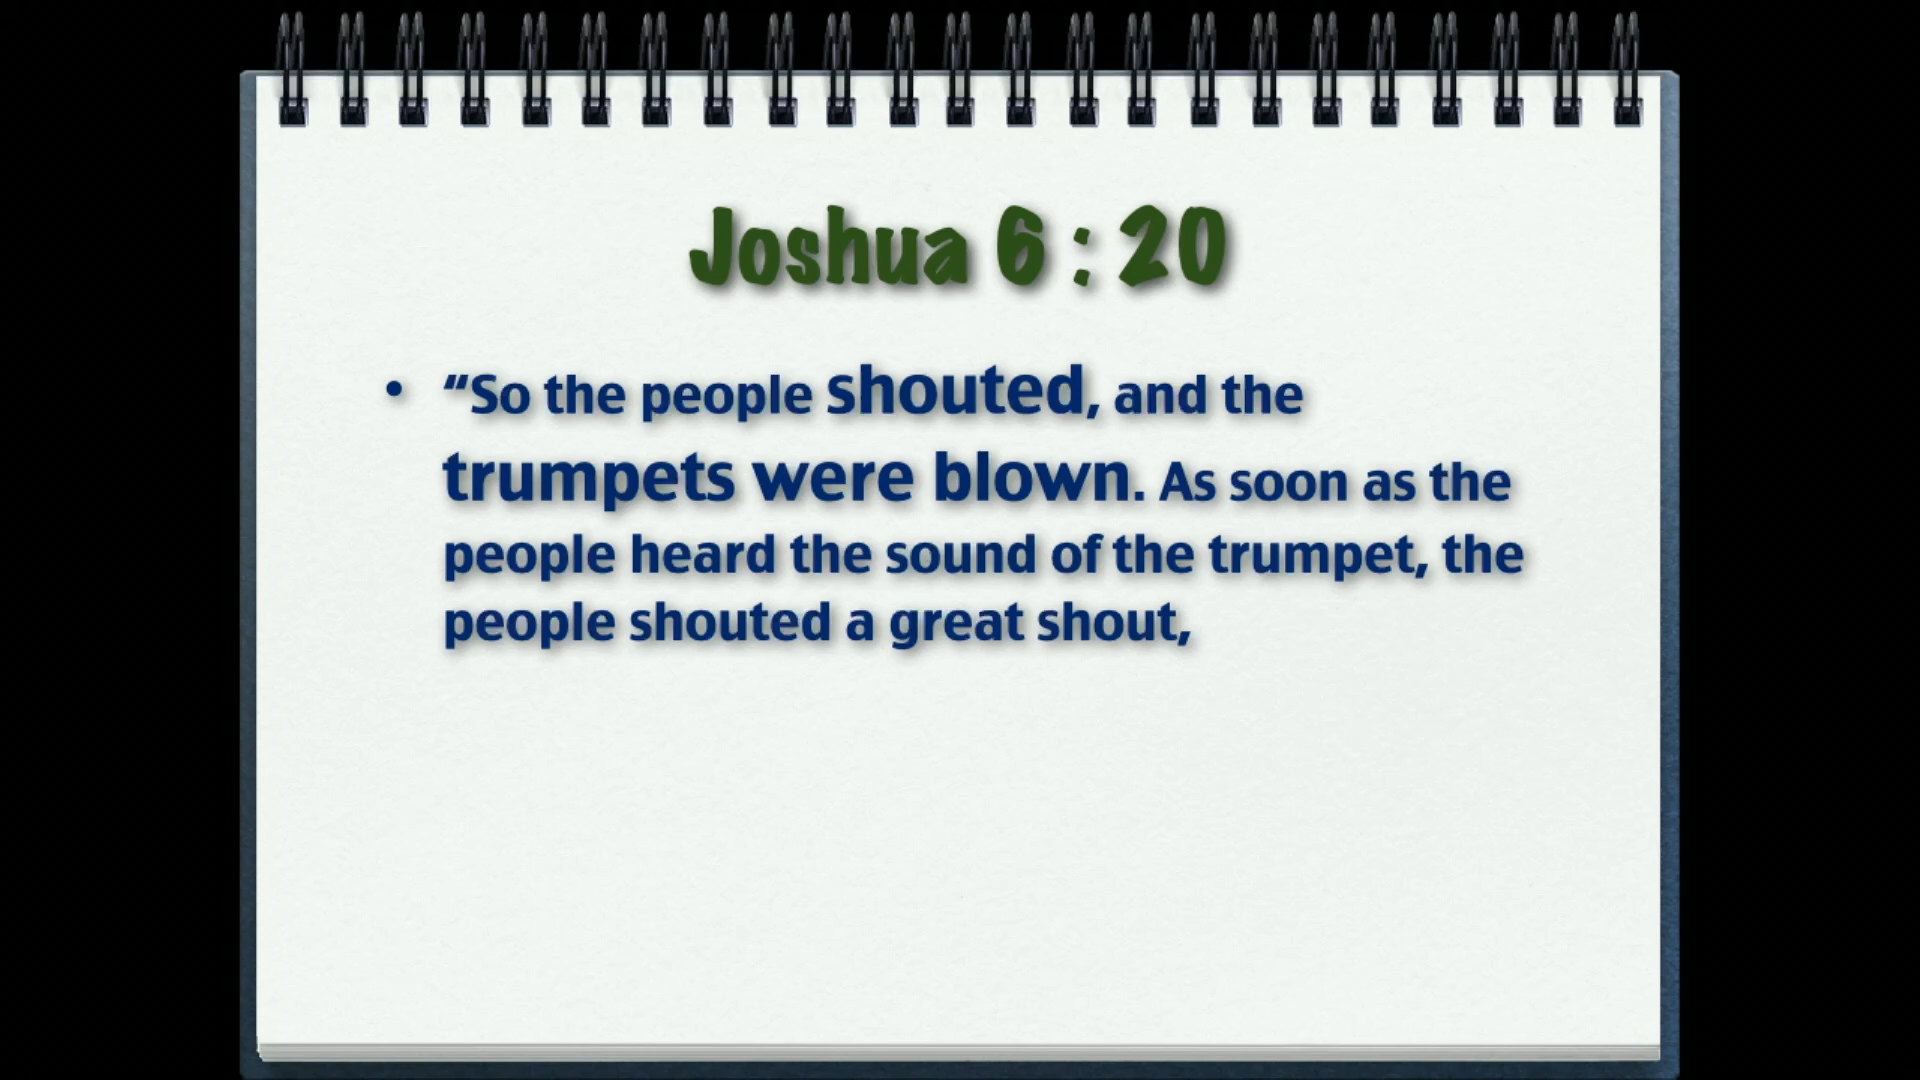 Joshua 6 : 20
• “So the people shouted, and the
trumpets were blown. As soon as the
people heard the sound of the trumpet, the
people shouted a great shout,